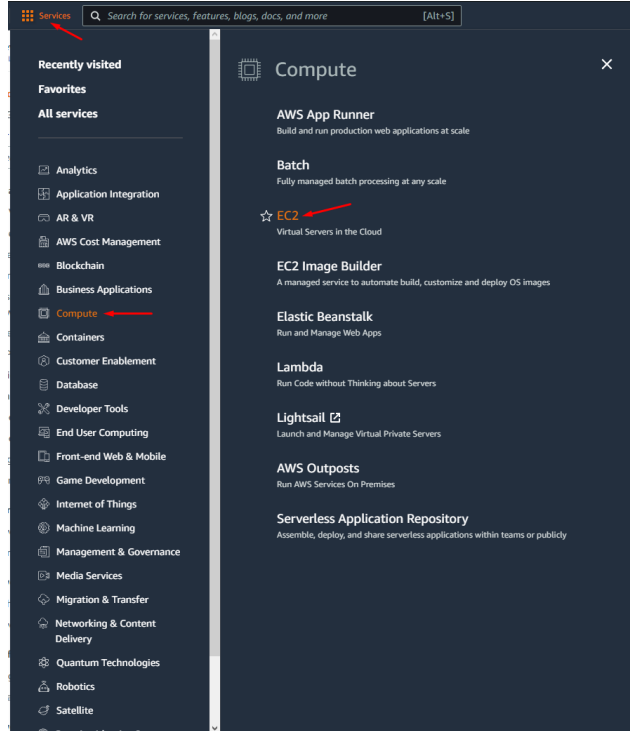 Services
Search for services, features, blogs, docs, and more
[Alt+S]
Recently visited
Favorites
All services
Analytics
Application Integration
AR & VR
AWS Cost Management
Blockchain
Business Applications
Compute
Containers
Customer Enablement
Database
Developer Tools
End User Computing
Front-end Web & Mobile
Game Development
Internet of Things
Machine Learning
Management & Governance
Media Services
Migration & Transfer
Networking & Content
Delivery
Quantum Technologies
Robotics
Satellite
Compute
AWS App Runner
Build and run production web applications at scale
Batch
Fully managed batch processing at any scale
EC2
Virtual Servers in the Cloud
EC2 Image Builder
A managed service to automate build, customize and deploy OS images
Elastic Beanstalk
Run and Manage Web Apps
Lambda
Run Code without Thinking about Servers
Lightsail
Launch and Manage Virtual Private Servers
AWS Outposts
Run AWS Services On Premises
Serverless Application Repository
Assemble, deploy, and share serverless applications within teams or publicly